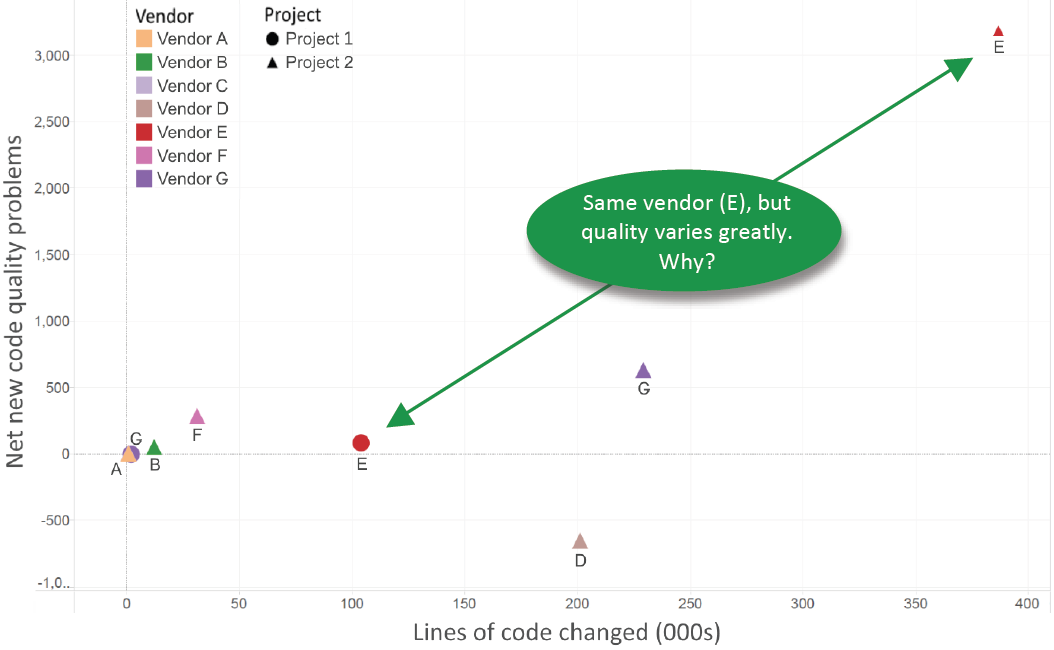 Vendor
Vendor A
Vendor B
Vendor C
Vendor D
Vendor E
Vendor F
Vendor G
Project
Project 1
Project 2
Net new code quality problems
3,000
2,500
2,000
1,500
1,000
500
0
-500
-1,0..
E
Same vendor (E), but
quality varies greatly.
Why?
G
F
G
A
B
E
D
0
50
100
150
200
250
300
350
400
Lines of code changed (000s)